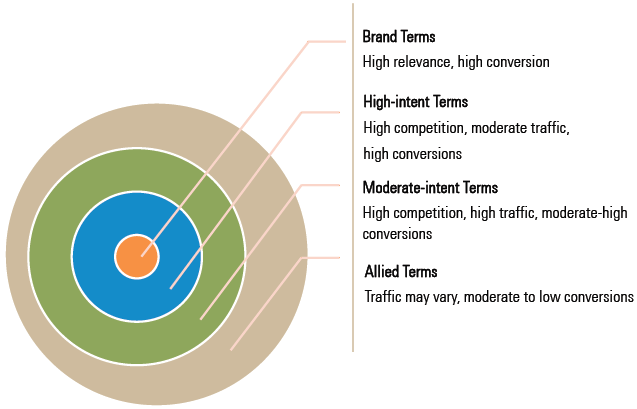 Brand Terms
High relevance, high conversion
High-intent Terms
High competition, moderate traffic,
high conversions
Moderate-intent Terms
High competition, high traffic, moderate-high
conversions
Allied Terms
Traffic may vary, moderate to low conversions